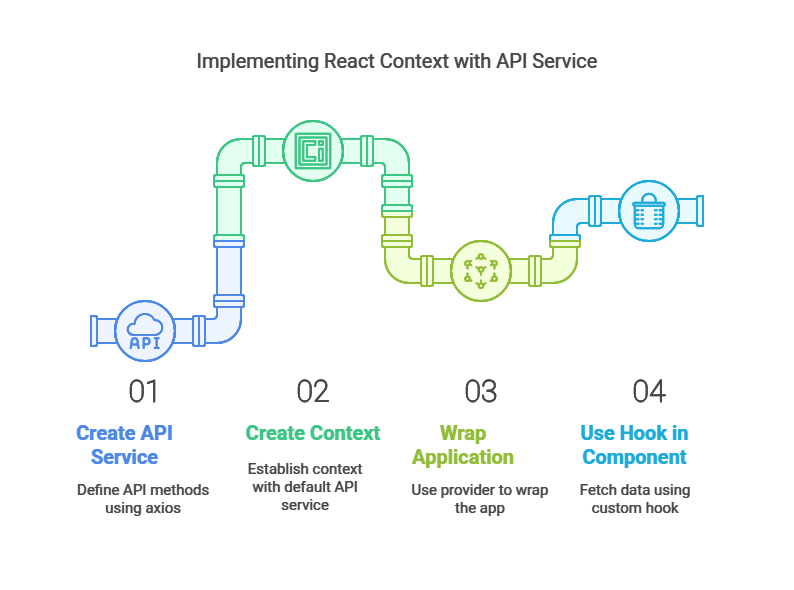 Implementing React Context with API Service
Ci
API
01
Create API
Service
Define API methods
using axios
02
Create Context
Establish context
with default API
service
03
Wrap
Application
Use provider to wrap
the app
04
Use Hook in
Component
Fetch data using
custom hook